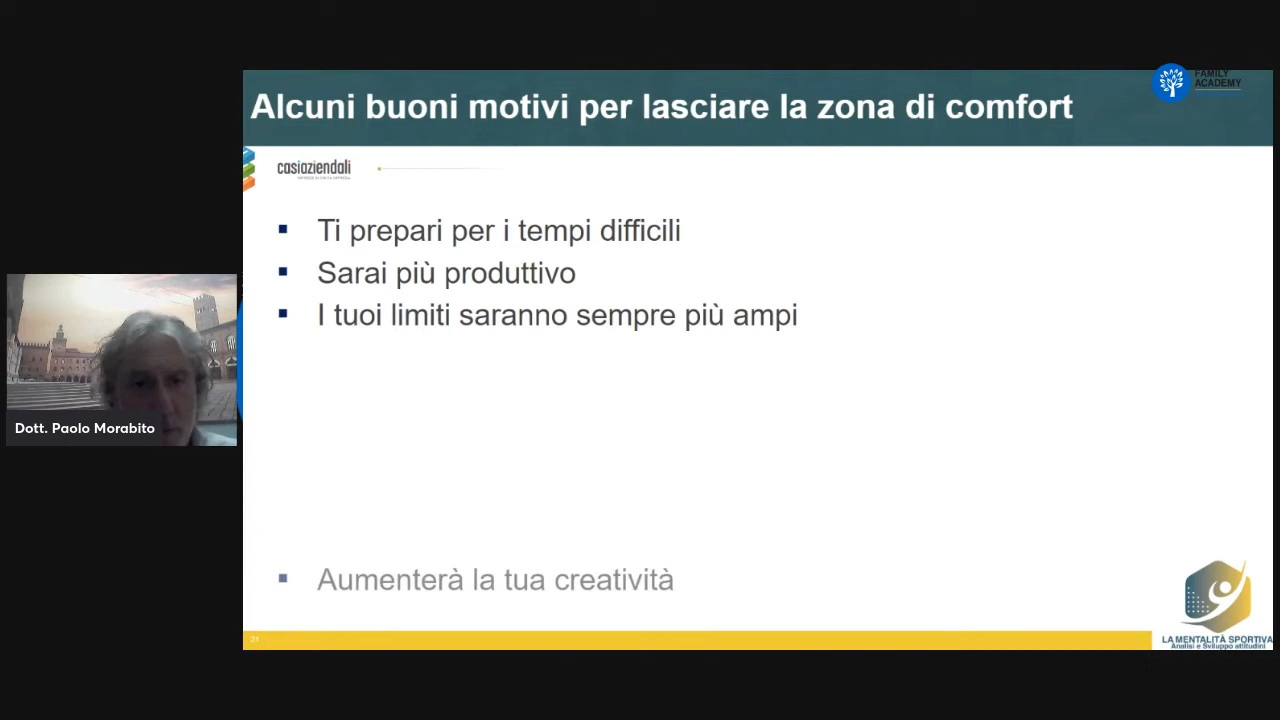 FAMILY
ACADEMY
Alcuni buoni motivi per lasciare la zona di comfort
casiaziendali
Ti prepari per i tempi difficili
Sarai più produttivo
I tuoi limiti saranno sempre più ampi
Dott. Paolo Morabito
Aumenterà la tua creatività
21
LA MENTALITÀ SPORTIVA
Analisi e Sviluppo attitudini